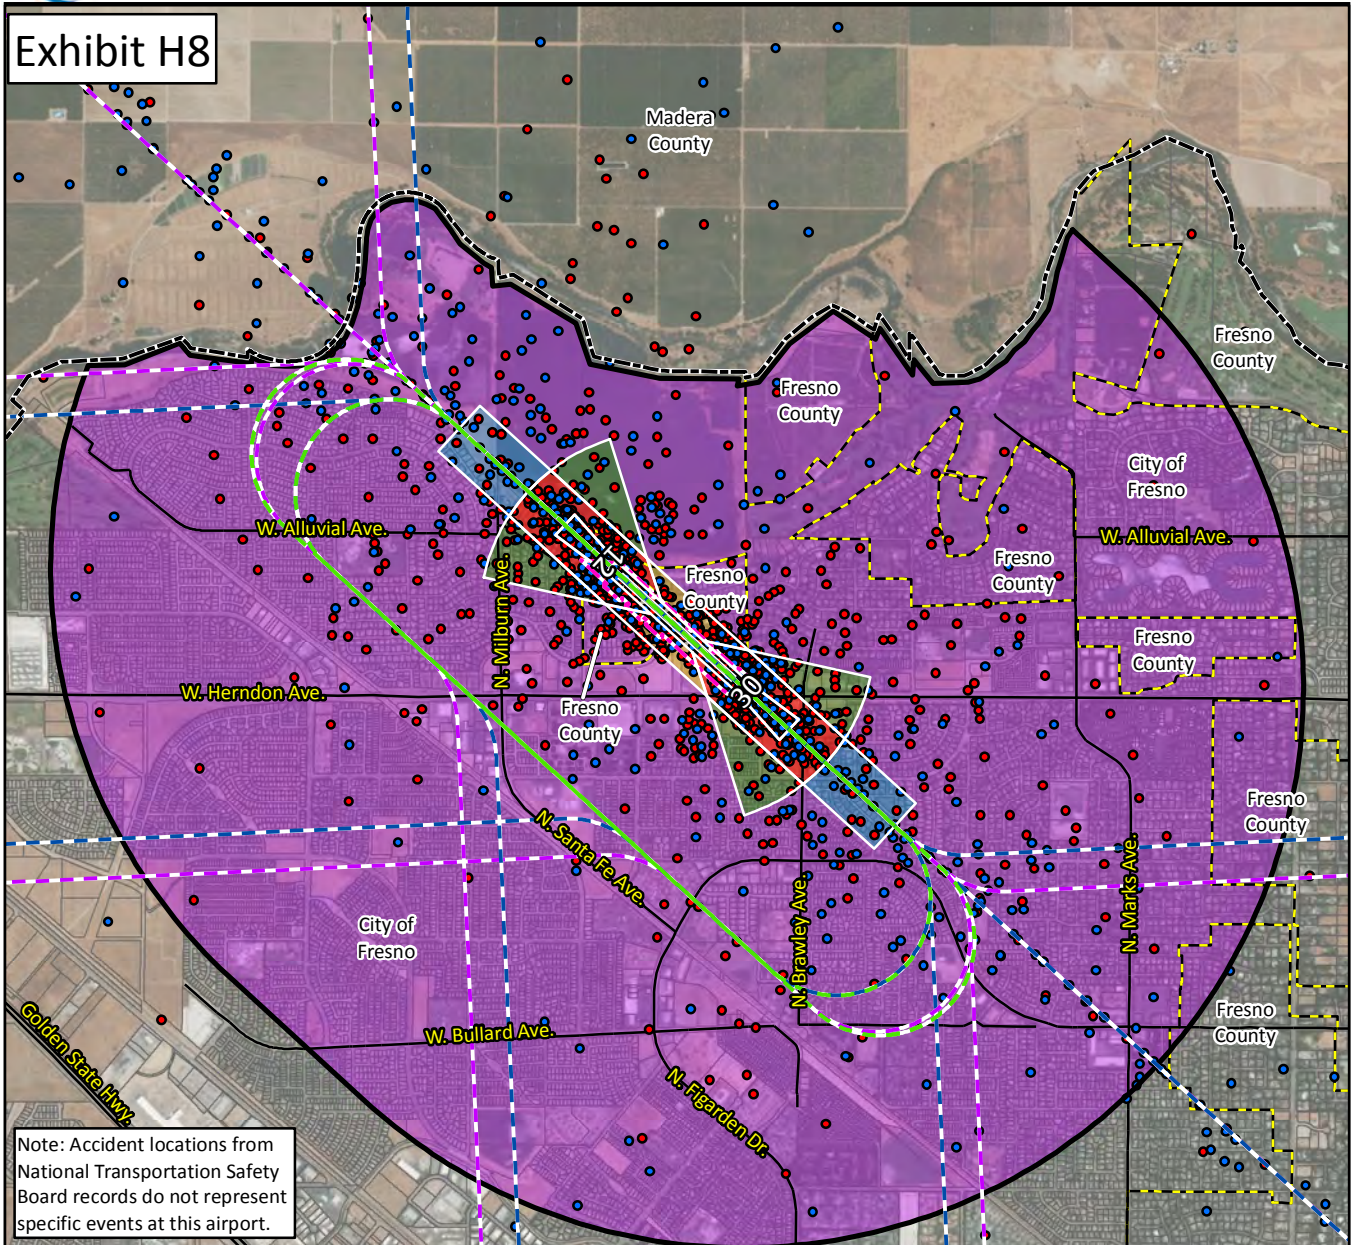 Exhibit H8
Madera
County
Fresno
County
Fresno
County
City of
Fresno
W. Alluvial Ave.
W. Alluvial Ave.
12
Fresno
County
Fresno
County
N. Milburn Ave.
Fresno
County
W. Herndon Ave.
30
Fresno
County
Fresno
County
N. Santa Fe Ave.
N. Brawley Ave.
N. Marks Ave.
City of
Fresno
Golden State Hwy.
W. Bullard Ave.
Fresno
County
N. Figarden Dr.
Note: Accident locations from
National Transportation Safety
Board records do not represent
specific events at this airport.